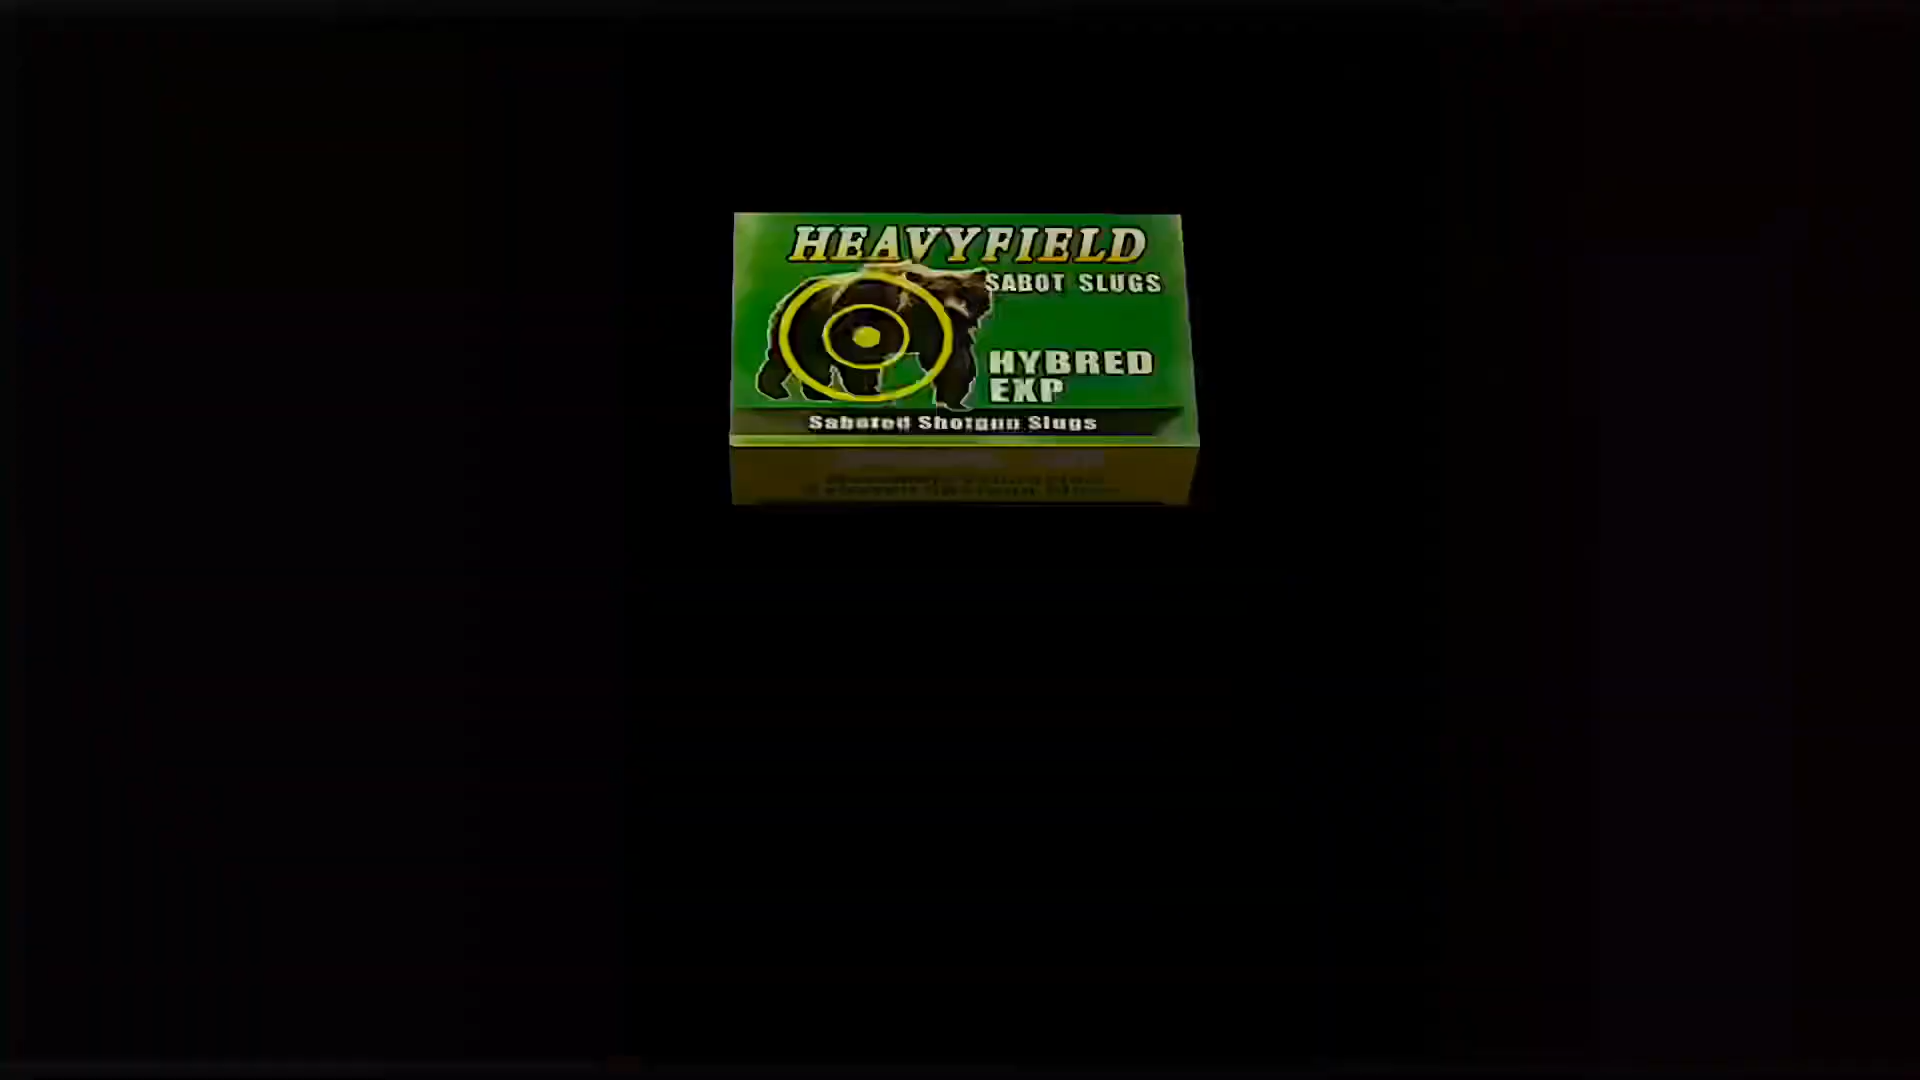 HEAVYFIELD
SABOT SLUGS
HYBRED
EXP
Saboted Shotgun Slugs